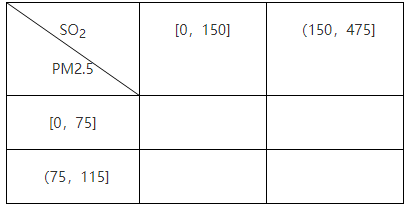 SO2 [0，150] (150，475]
PM2.5
[0，75]
(75，115]